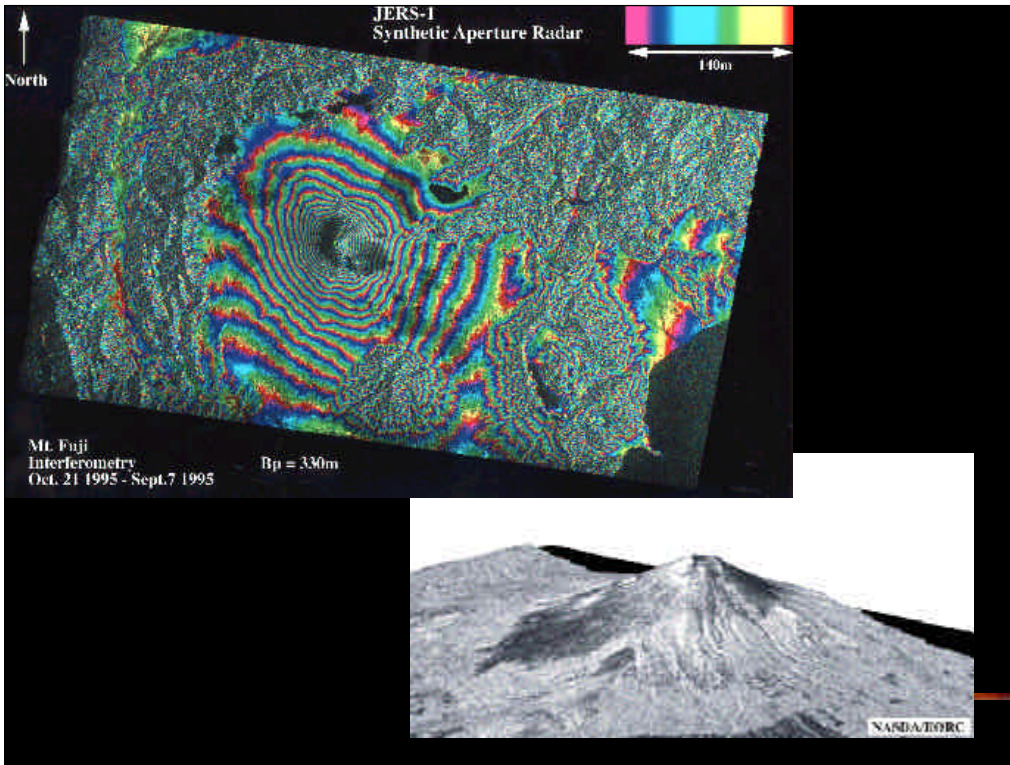 JERS-1
Synthetic Aperture Radar
North
140m
Mt. Fuji
Interferometry
Oct. 21 1995 - Sept.7 1995
Bp = 330m
NASDA/EORC